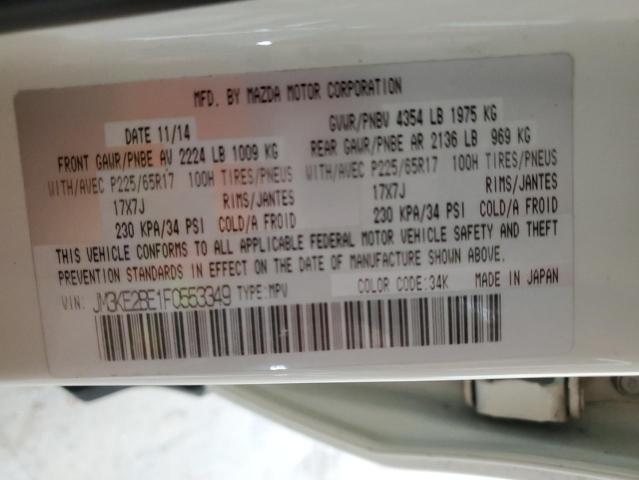 MFD. BY MAZDA MOTOR CORPORATION
DATE 11/14 GVWR/PNBV 4354 LB 1975 KG
FRONT GAWR/PNBE AV 2224 LB 1009 KG REAR GAWR/PNBE AR 2136 LB 969 KG
WITH/AVEC P225/65R17 100H TIRES/PNEUS WITH/AVEC P225/65R17 100H TIRES/PNEUS
17X7J RIMS/JANTES 17X7J RIMS/JANTES
230 KPA/34 PSI COLD/A FROID 230 KPA/34 PSI COLD/A FROID
THIS VEHICLE CONFORMS TO ALL APPLICABLE FEDERAL MOTOR VEHICLE SAFETY AND THEFT
PREVENTION STANDARDS IN EFFECT ON THE DATE OF MANUFACTURE SHOWN ABOVE.
VIN: JM3KE2BE1F0553349 TYPE:MPV COLOR CODE:34K MADE IN JAPAN